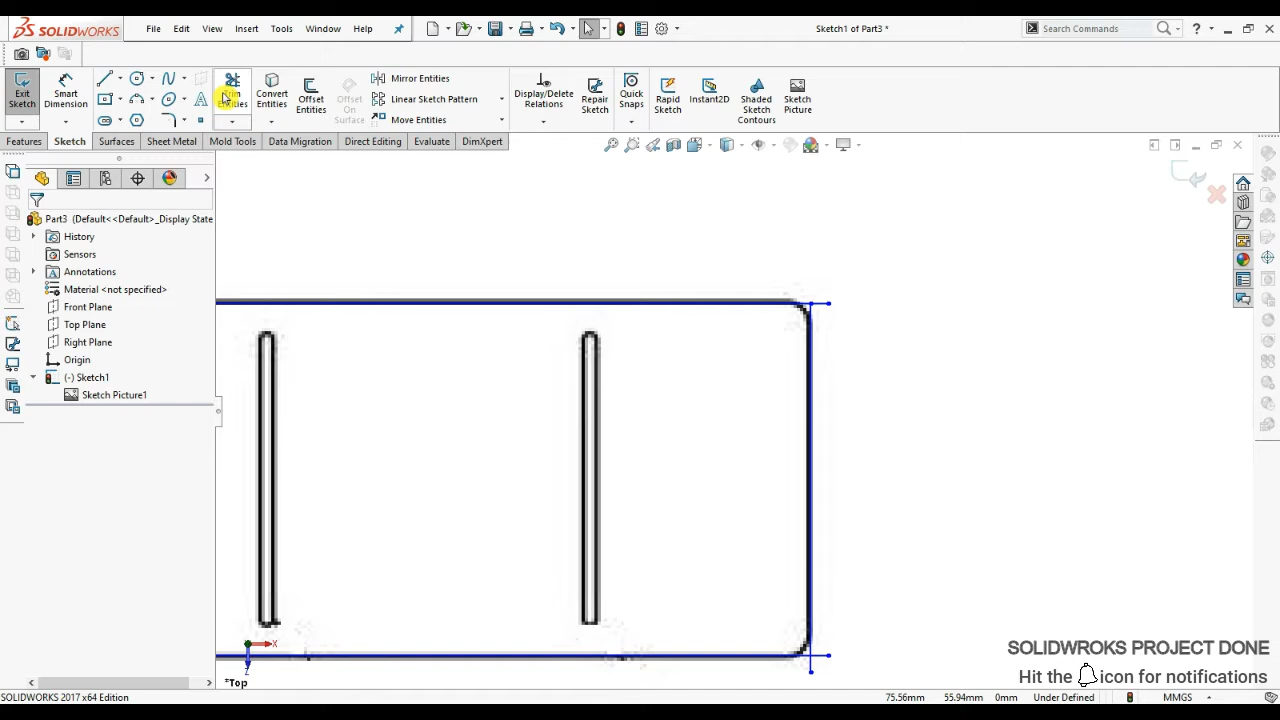 SOLIDWORKS File Edit View Insert Tools Window Help Sketch1 of Part3 * Search Commands ?
Exit Sketch Smart Dimension Trim Entities Convert Entities Offset Entities Offset On Surface Mirror Entities Linear Sketch Pattern Move Entities Display/Delete Relations Repair Sketch Quick Snaps Rapid Sketch Instant2D Shaded Sketch Contours Sketch Picture
Features Sketch Surfaces Sheet Metal Mold Tools Data Migration Direct Editing Evaluate DimXpert
Part3 (Default<<Default>_Display State
History
Sensors
Annotations
Material <not specified>
Front Plane
Top Plane
Right Plane
Origin
(-) Sketch1
Sketch Picture1
X
Z
*Top
SOLIDWROKS PROJECT DONE
Hit the icon for notifications
SOLIDWORKS 2017 x64 Edition 75.56mm 55.94mm 0mm Under Defined MMGS